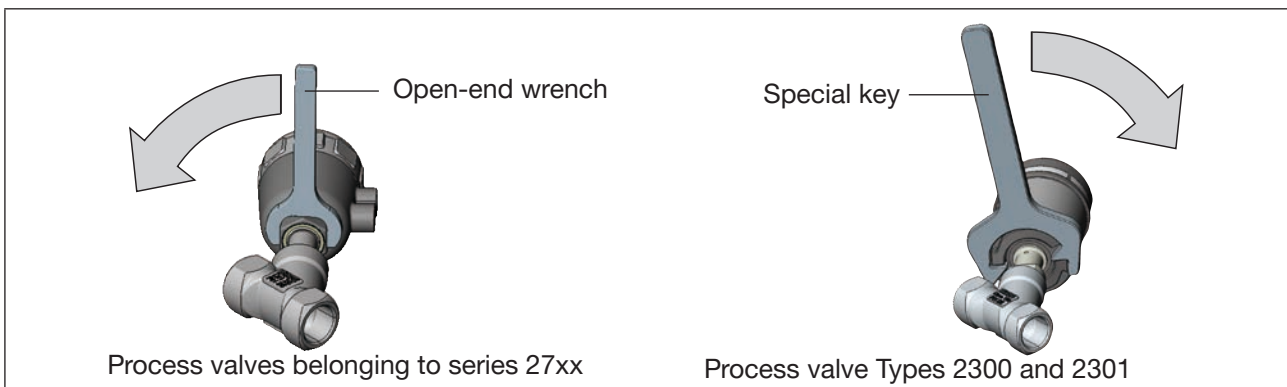 Open-end wrench
Special key
Process valves belonging to series 27xx
Process valve Types 2300 and 2301